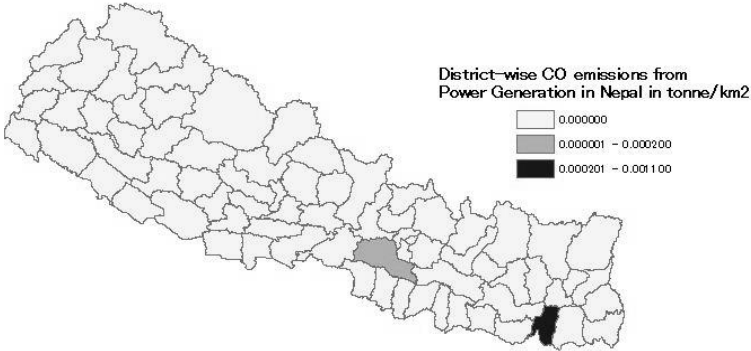 District-wise CO emissions from
Power Generation in Nepal in tonne/km2
0.000000
0.000001 - 0.000200
0.000201 - 0.001100